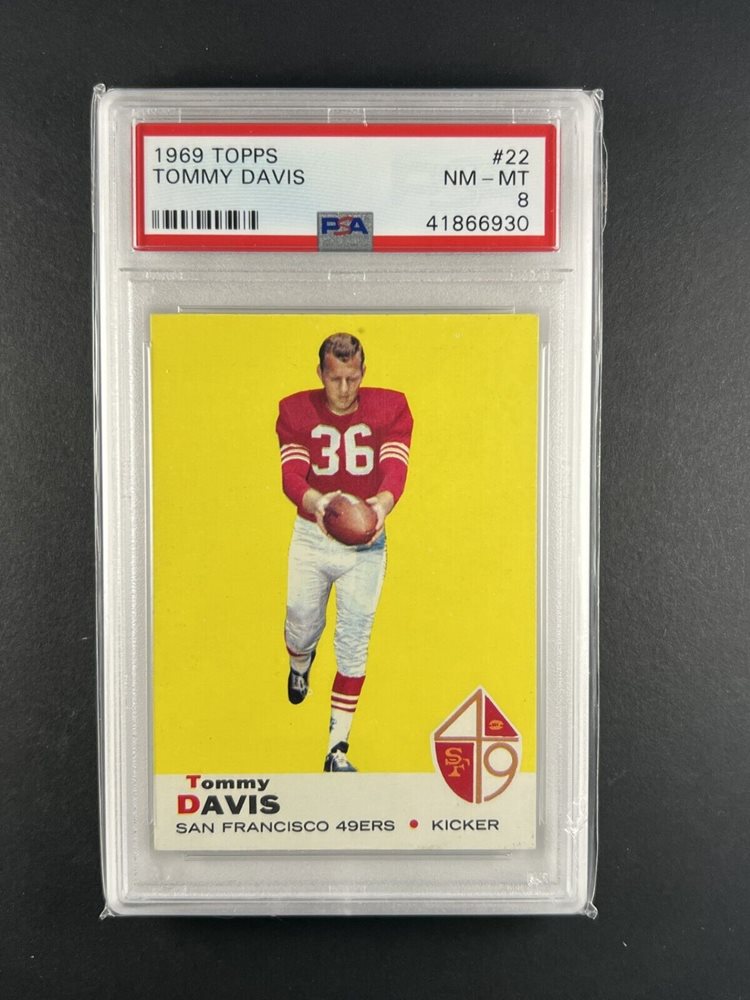 1969 TOPPS #22
TOMMY DAVIS NM - MT
8
PSA 41866930
36
49
SF
Tommy
DAVIS
SAN FRANCISCO 49ERS • KICKER